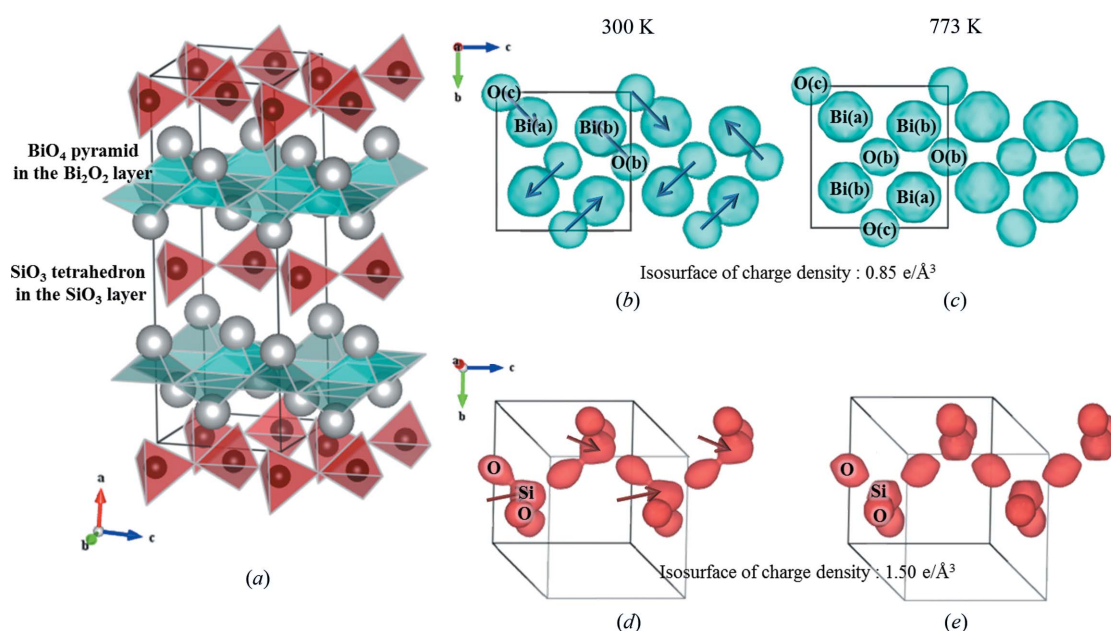 300 K
773 K
a
c
b
O(c)
Bi(a)
Bi(b)
O(b)
O(c)
Bi(a)
Bi(b)
O(b)
O(b)
Bi(b)
Bi(a)
O(c)
BiO₄ pyramid
in the Bi₂O₂ layer
Isosurface of charge density : 0.85 e/Å³
(b)
(c)
SiO₃ tetrahedron
in the SiO₃ layer
a
c
b
O
Si
O
O
Si
O
a
b
c
Isosurface of charge density : 1.50 e/Å³
(a)
(d)
(e)